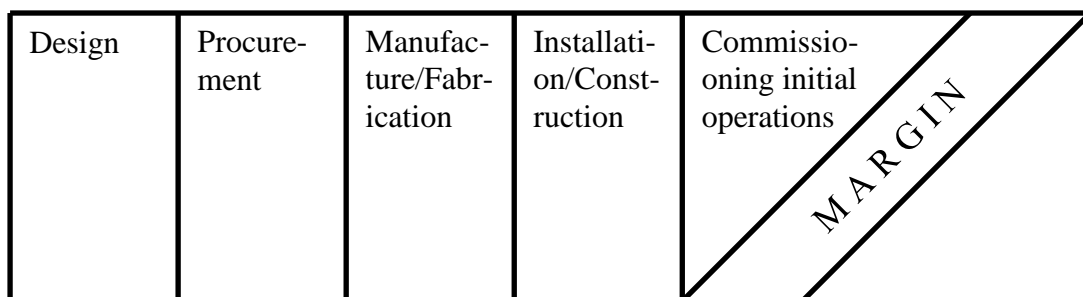 Design
Procure-
ment
Manufac-
ture/Fabr-
ication
Installati-
on/Const-
ruction
Commissio-
oning initial
operations
MARGIN